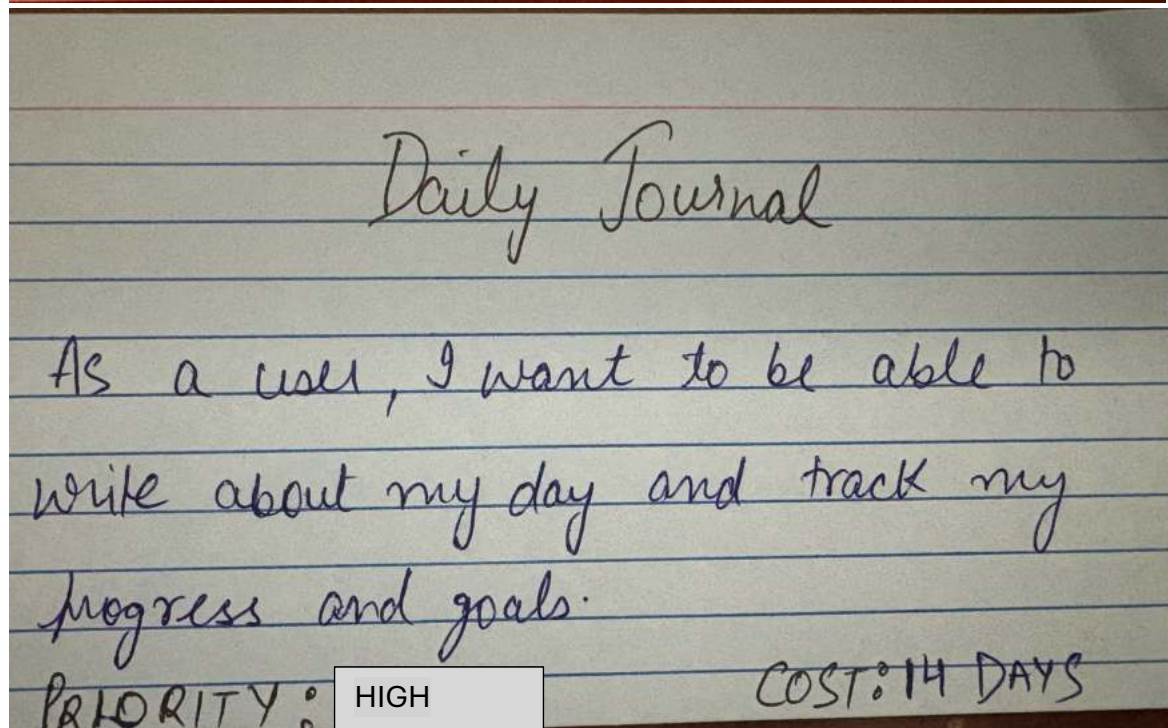 Daily Journal
As a user, I want to be able to
write about my day and track my
progress and goals.
PRIORITY: HIGH COST: 14 DAYS